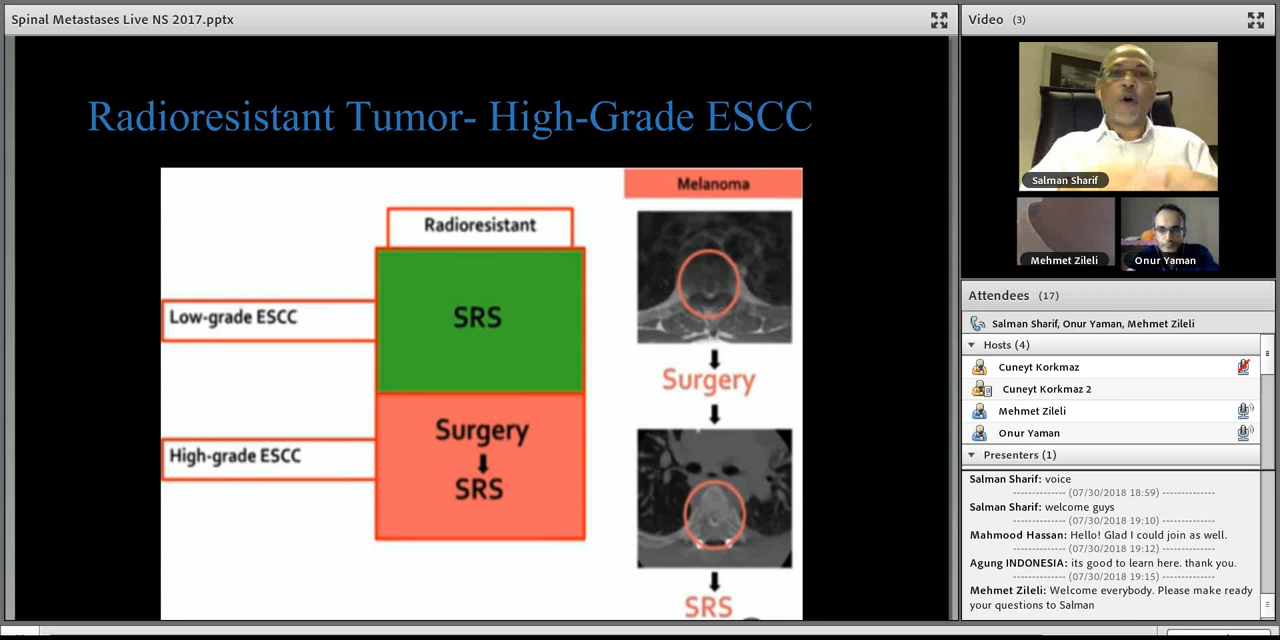 Spinal Metastases Live NS 2017.pptx
Radioresistant Tumor- High-Grade ESCC
Radioresistant
Low-grade ESCC
SRS
High-grade ESCC
Surgery
SRS
Melanoma
Surgery
SRS
Video (3)
Salman Sharif
Mehmet Zileli
Onur Yaman
Attendees (17)
Salman Sharif, Onur Yaman, Mehmet Zileli
Hosts (4)
Cuneyt Korkmaz
Cuneyt Korkmaz 2
Mehmet Zileli
Onur Yaman
Presenters (1)
Salman Sharif: voice
-------------- (07/30/2018 18:59) --------------
Salman Sharif: welcome guys
-------------- (07/30/2018 19:10) --------------
Mahmood Hassan: Hello! Glad I could join as well.
-------------- (07/30/2018 19:12) --------------
Agung INDONESIA: its good to learn here. thank you.
-------------- (07/30/2018 19:15) --------------
Mehmet Zileli: Welcome everybody. Please make ready
your questions to Salman